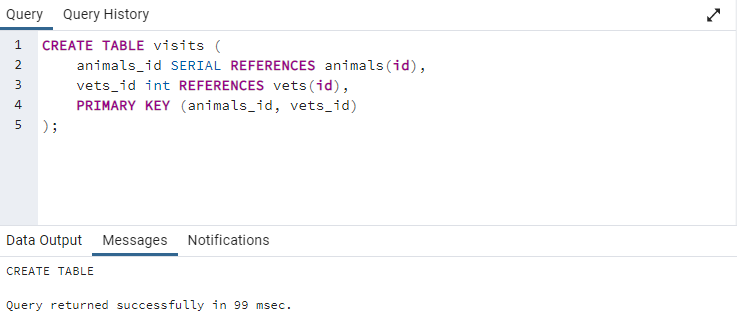 Query Query History
1 CREATE TABLE visits (
2 animals_id SERIAL REFERENCES animals(id),
3 vets_id int REFERENCES vets(id),
4 PRIMARY KEY (animals_id, vets_id)
5 );
Data Output Messages Notifications
CREATE TABLE
Query returned successfully in 99 msec.